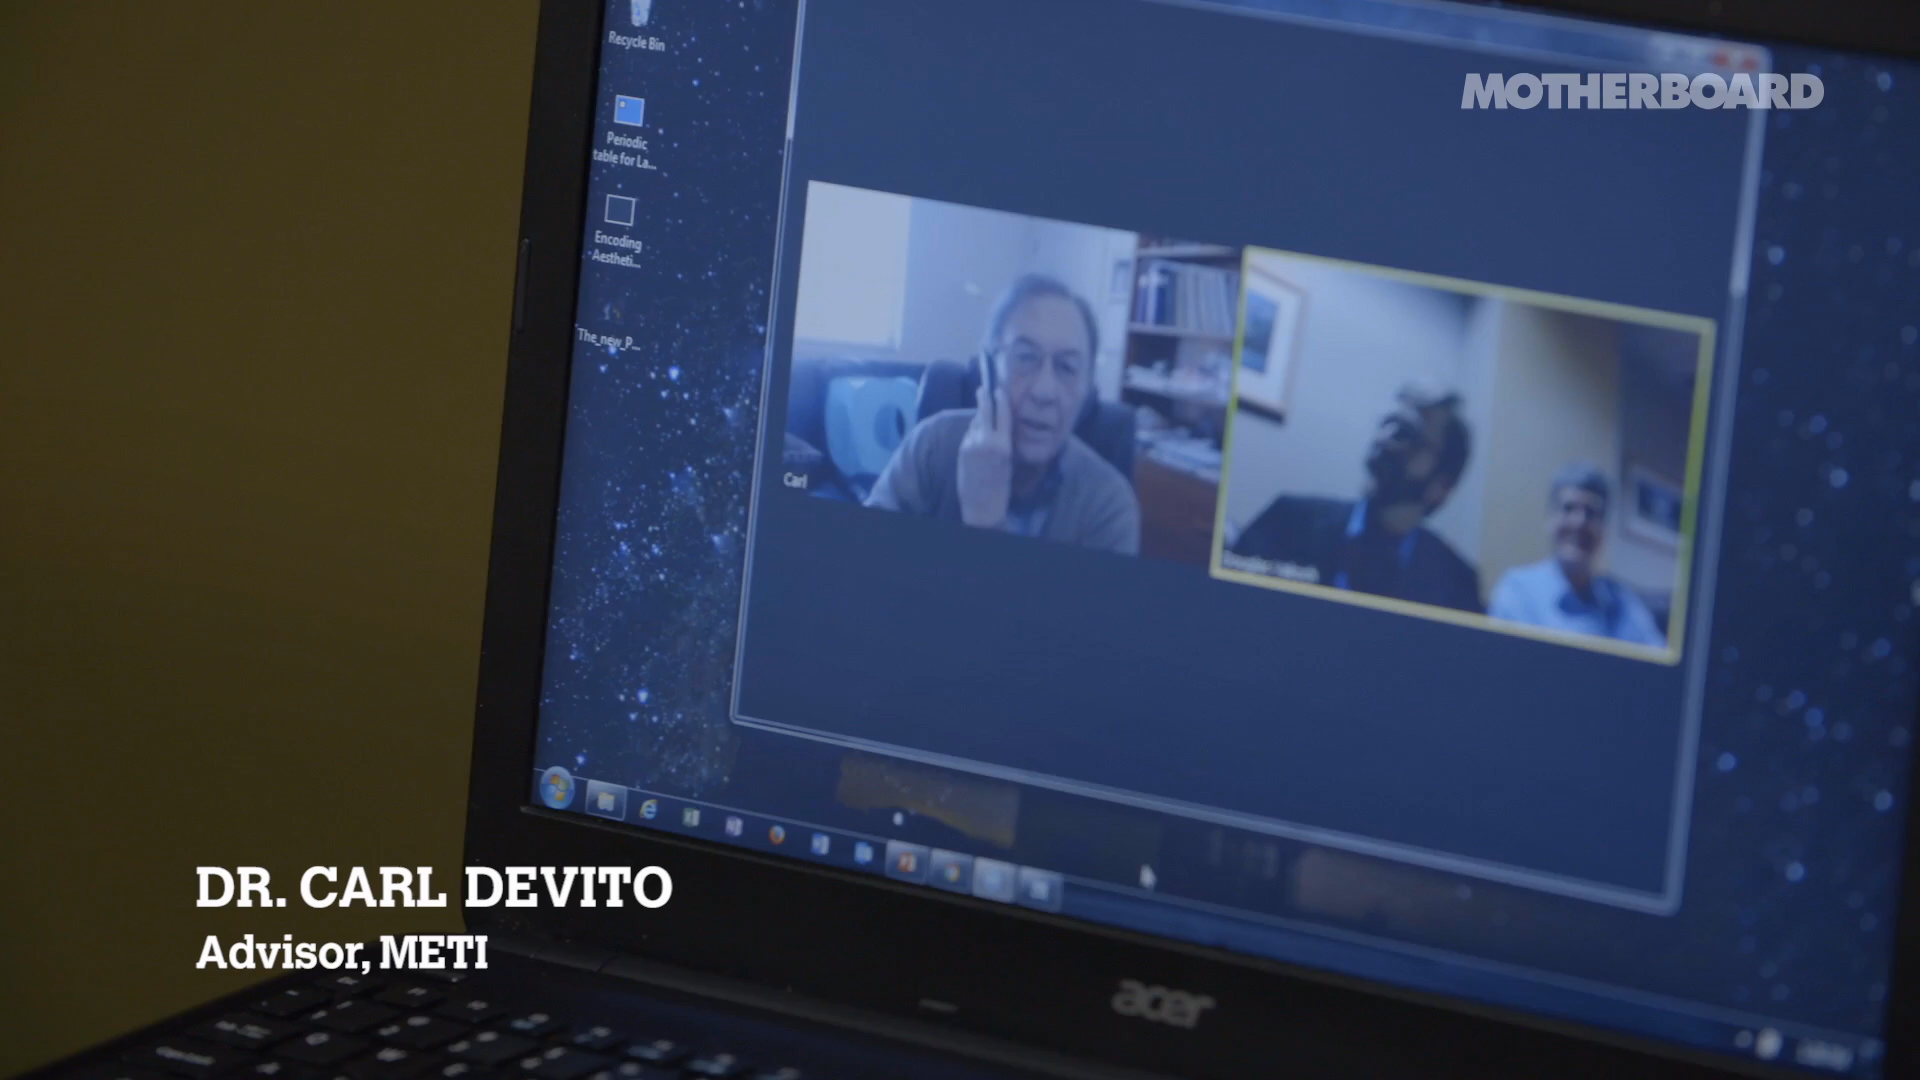 Recycle Bin
MOTHERBOARD
Periodic
table for La...
Encoding
Aestheti...
The_new_P...
Carl
DR. CARL DEVITO
Advisor, METI
acer